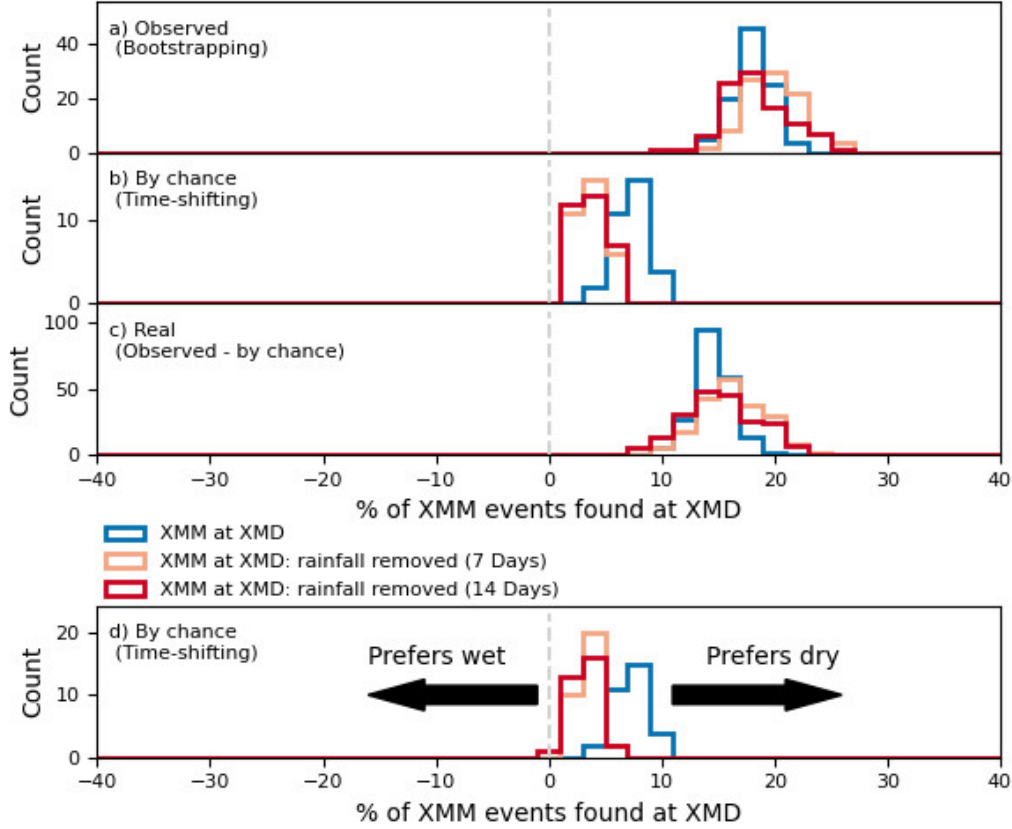 a) Observed
(Bootstrapping)
40
20
0
Count
b) By chance
(Time-shifting)
10
0
Count
c) Real
(Observed - by chance)
100
50
0
Count
−40 −30 −20 −10 0 10 20 30 40
% of XMM events found at XMD
XMM at XMD
XMM at XMD: rainfall removed (7 Days)
XMM at XMD: rainfall removed (14 Days)
d) By chance
(Time-shifting)
Prefers wet
Prefers dry
20
10
0
Count
−40 −30 −20 −10 0 10 20 30 40
% of XMM events found at XMD